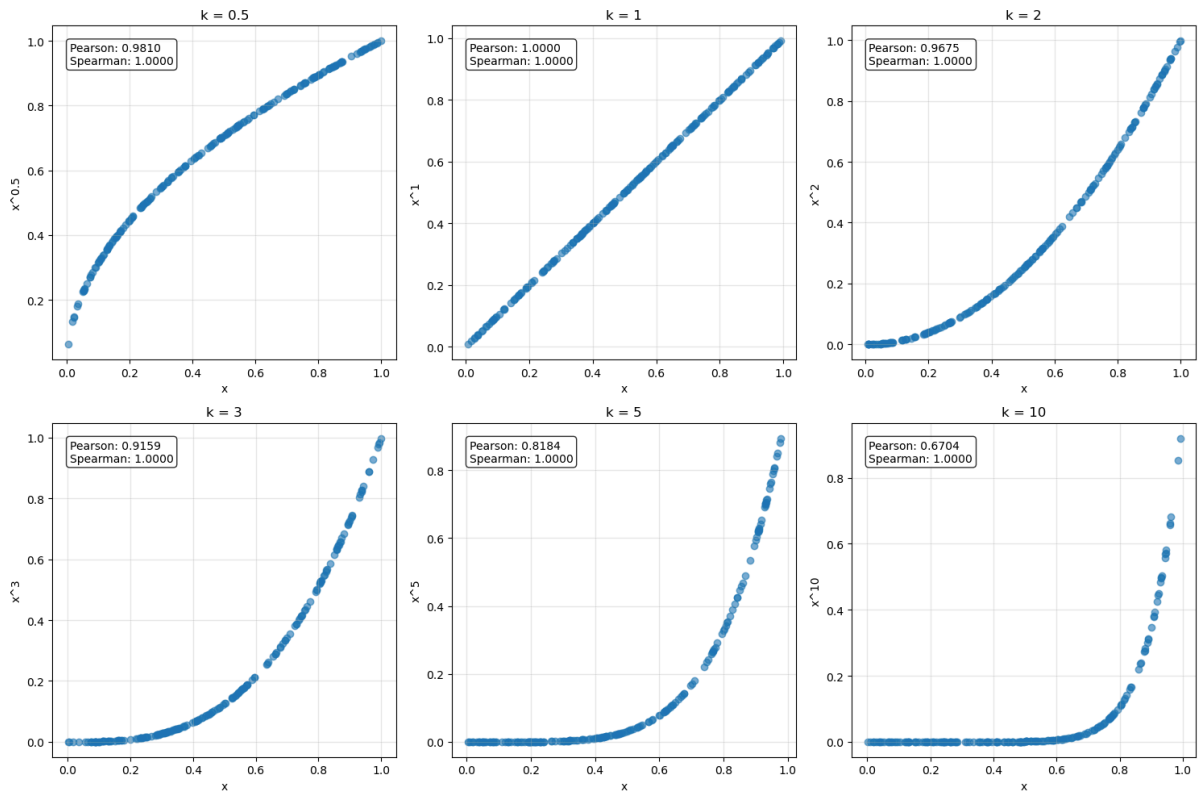 k = 0.5
Pearson: 0.9810
Spearman: 1.0000
1.0
0.8
0.6
0.4
0.2
x^0.5
0.0 0.2 0.4 0.6 0.8 1.0
x
k = 1
Pearson: 1.0000
Spearman: 1.0000
1.0
0.8
0.6
0.4
0.2
0.0
x^1
0.0 0.2 0.4 0.6 0.8 1.0
x
k = 2
Pearson: 0.9675
Spearman: 1.0000
1.0
0.8
0.6
0.4
0.2
0.0
x^2
0.0 0.2 0.4 0.6 0.8 1.0
x
k = 3
Pearson: 0.9159
Spearman: 1.0000
1.0
0.8
0.6
0.4
0.2
0.0
x^3
0.0 0.2 0.4 0.6 0.8 1.0
x
k = 5
Pearson: 0.8184
Spearman: 1.0000
0.8
0.6
0.4
0.2
0.0
x^5
0.0 0.2 0.4 0.6 0.8 1.0
x
k = 10
Pearson: 0.6704
Spearman: 1.0000
0.8
0.6
0.4
0.2
0.0
x^10
0.0 0.2 0.4 0.6 0.8 1.0
x